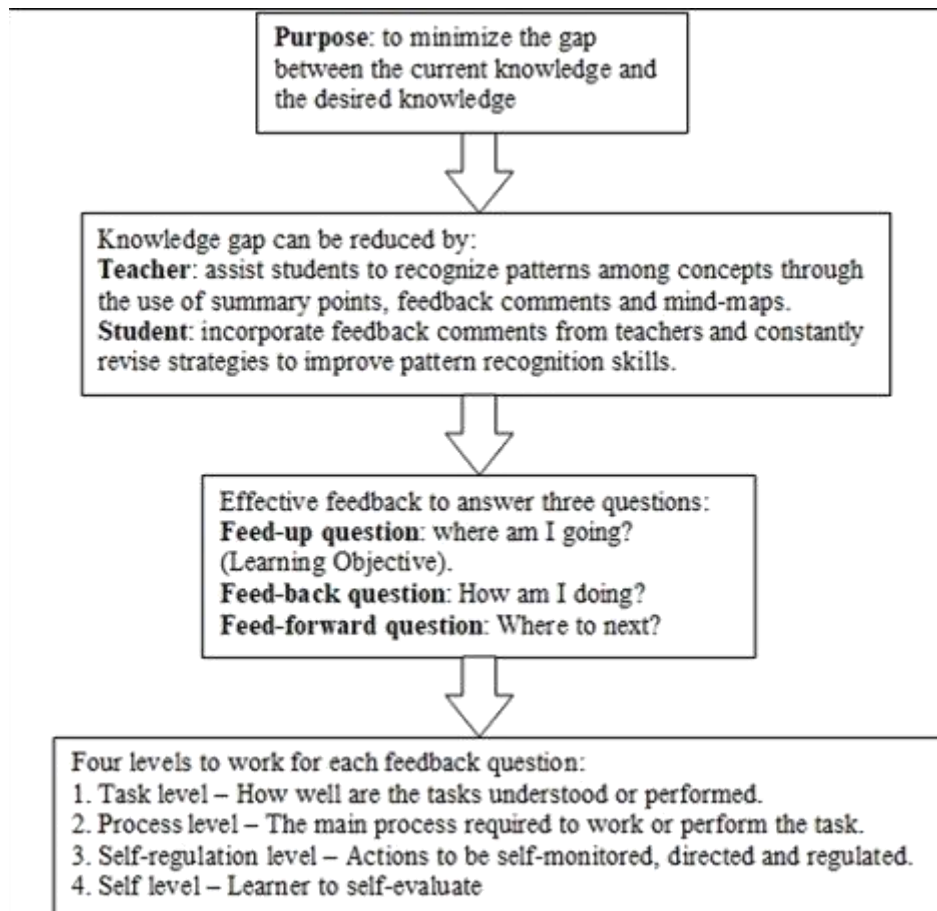 Purpose: to minimize the gap
between the current knowledge and
the desired knowledge
Knowledge gap can be reduced by:
Teacher: assist students to recognize patterns among concepts through
the use of summary points, feedback comments and mind-maps.
Student: incorporate feedback comments from teachers and constantly
revise strategies to improve pattern recognition skills.
Effective feedback to answer three questions:
Feed-up question: where am I going?
(Learning Objective).
Feed-back question: How am I doing?
Feed-forward question: Where to next?
Four levels to work for each feedback question:
1. Task level – How well are the tasks understood or performed.
2. Process level – The main process required to work or perform the task.
3. Self-regulation level – Actions to be self-monitored, directed and regulated.
4. Self level – Learner to self-evaluate